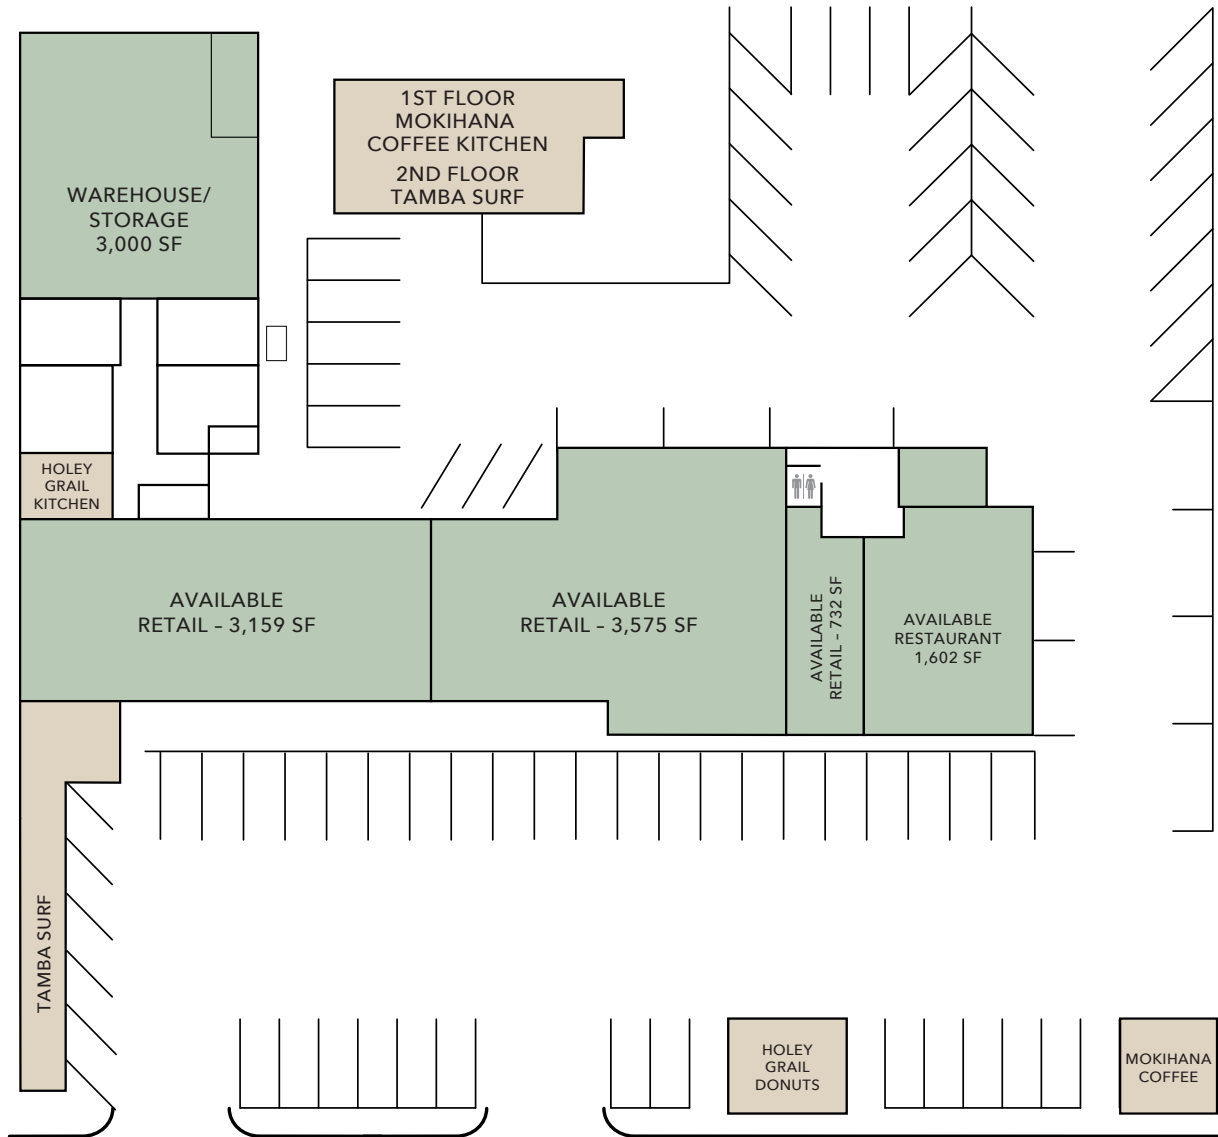 1ST FLOOR
MOKIHANA
COFFEE KITCHEN
2ND FLOOR
TAMBA SURF
WAREHOUSE/
STORAGE
3,000 SF
HOLEY
GRAIL
KITCHEN
AVAILABLE
RETAIL – 3,159 SF
AVAILABLE
RETAIL – 3,575 SF
AVAILABLE
RETAIL – 732 SF
AVAILABLE
RESTAURANT
1,602 SF
TAMBA SURF
HOLEY
GRAIL
DONUTS
MOKIHANA
COFFEE